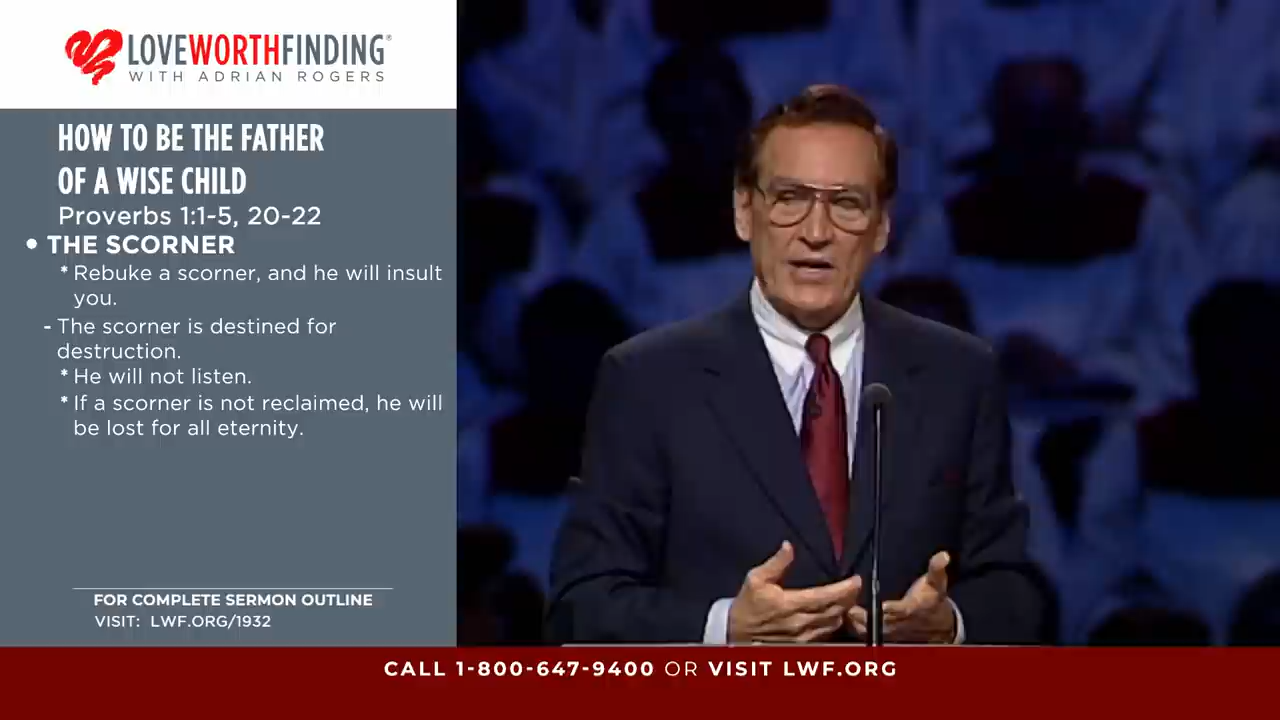 LOVEWORTHFINDING®
WITH ADRIAN ROGERS
HOW TO BE THE FATHER
OF A WISE CHILD
Proverbs 1:1-5, 20-22
• THE SCORNER
* Rebuke a scorner, and he will insult
you.
- The scorner is destined for
destruction.
* He will not listen.
* If a scorner is not reclaimed, he will
be lost for all eternity.
FOR COMPLETE SERMON OUTLINE
VISIT: LWF.ORG/1932
CALL 1-800-647-9400 OR VISIT LWF.ORG